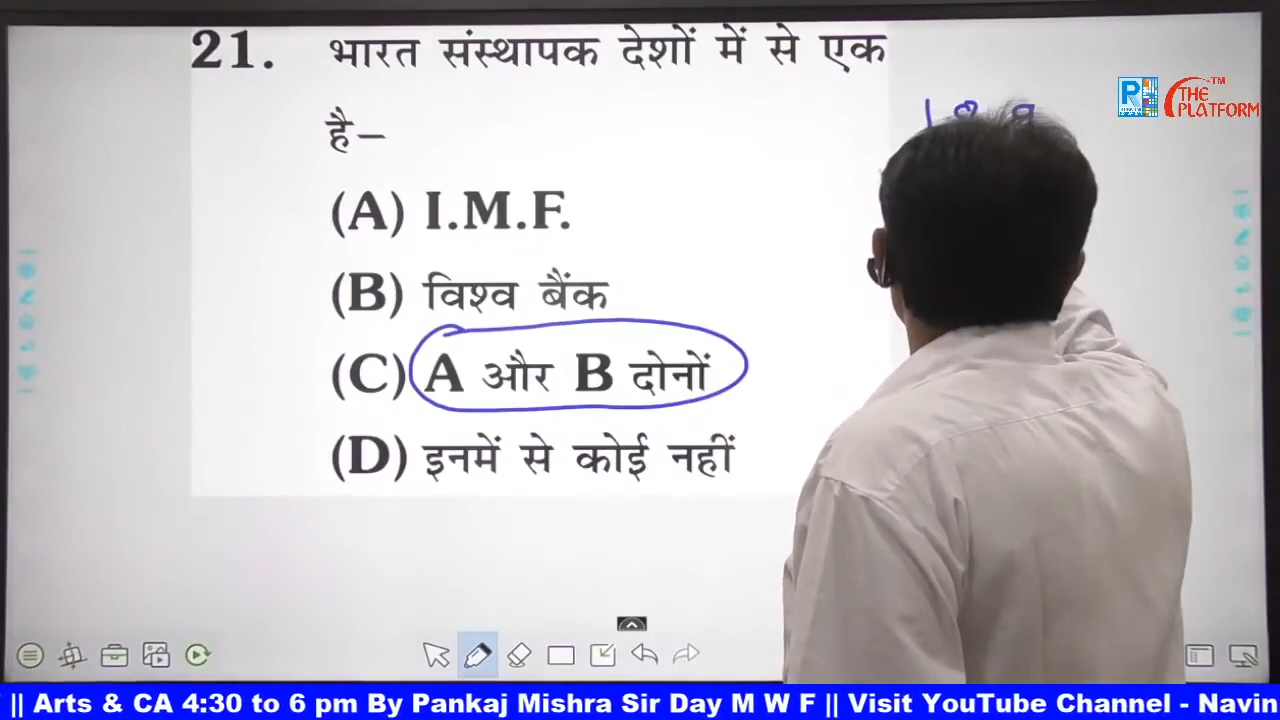 21. भारत संस्थापक देशों में से एक
है–
(A) I.M.F.
(B) विश्व बैंक
(C) A और B दोनों
(D) इनमें से कोई नहीं
THE PLATFORM™
|| Arts & CA 4:30 to 6 pm By Pankaj Mishra Sir Day M W F || Visit YouTube Channel - Navin